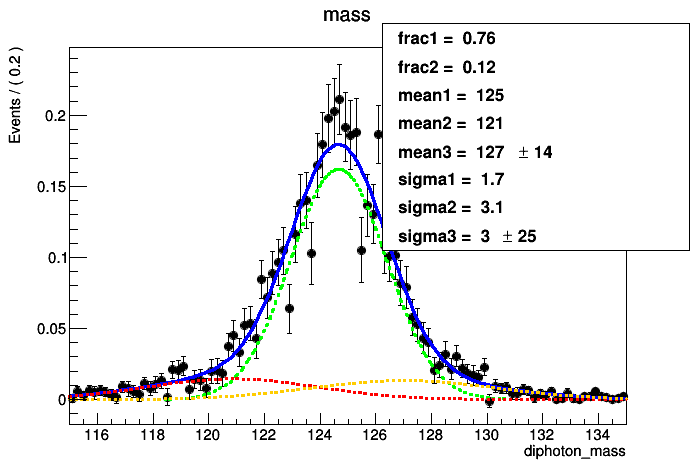 mass
frac1 = 0.76
frac2 = 0.12
mean1 = 125
mean2 = 121
mean3 = 127 ± 14
sigma1 = 1.7
sigma2 = 3.1
sigma3 = 3 ± 25
Events / ( 0.2 )
0.2
0.15
0.1
0.05
0
116 118 120 122 124 126 128 130 132 134
diphoton_mass